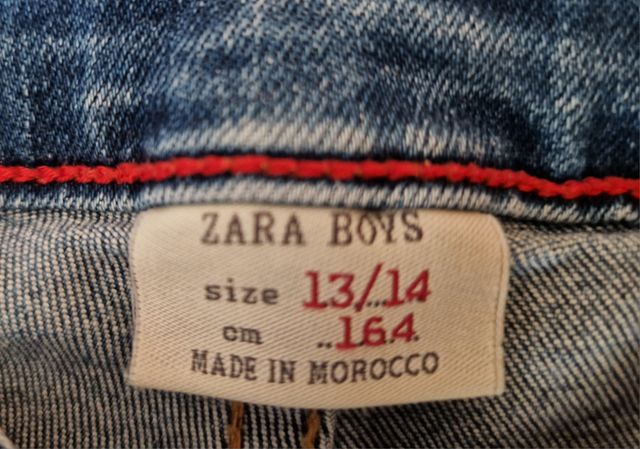 ZARA BOYS
size 13/14
cm 164
MADE IN MOROCCO